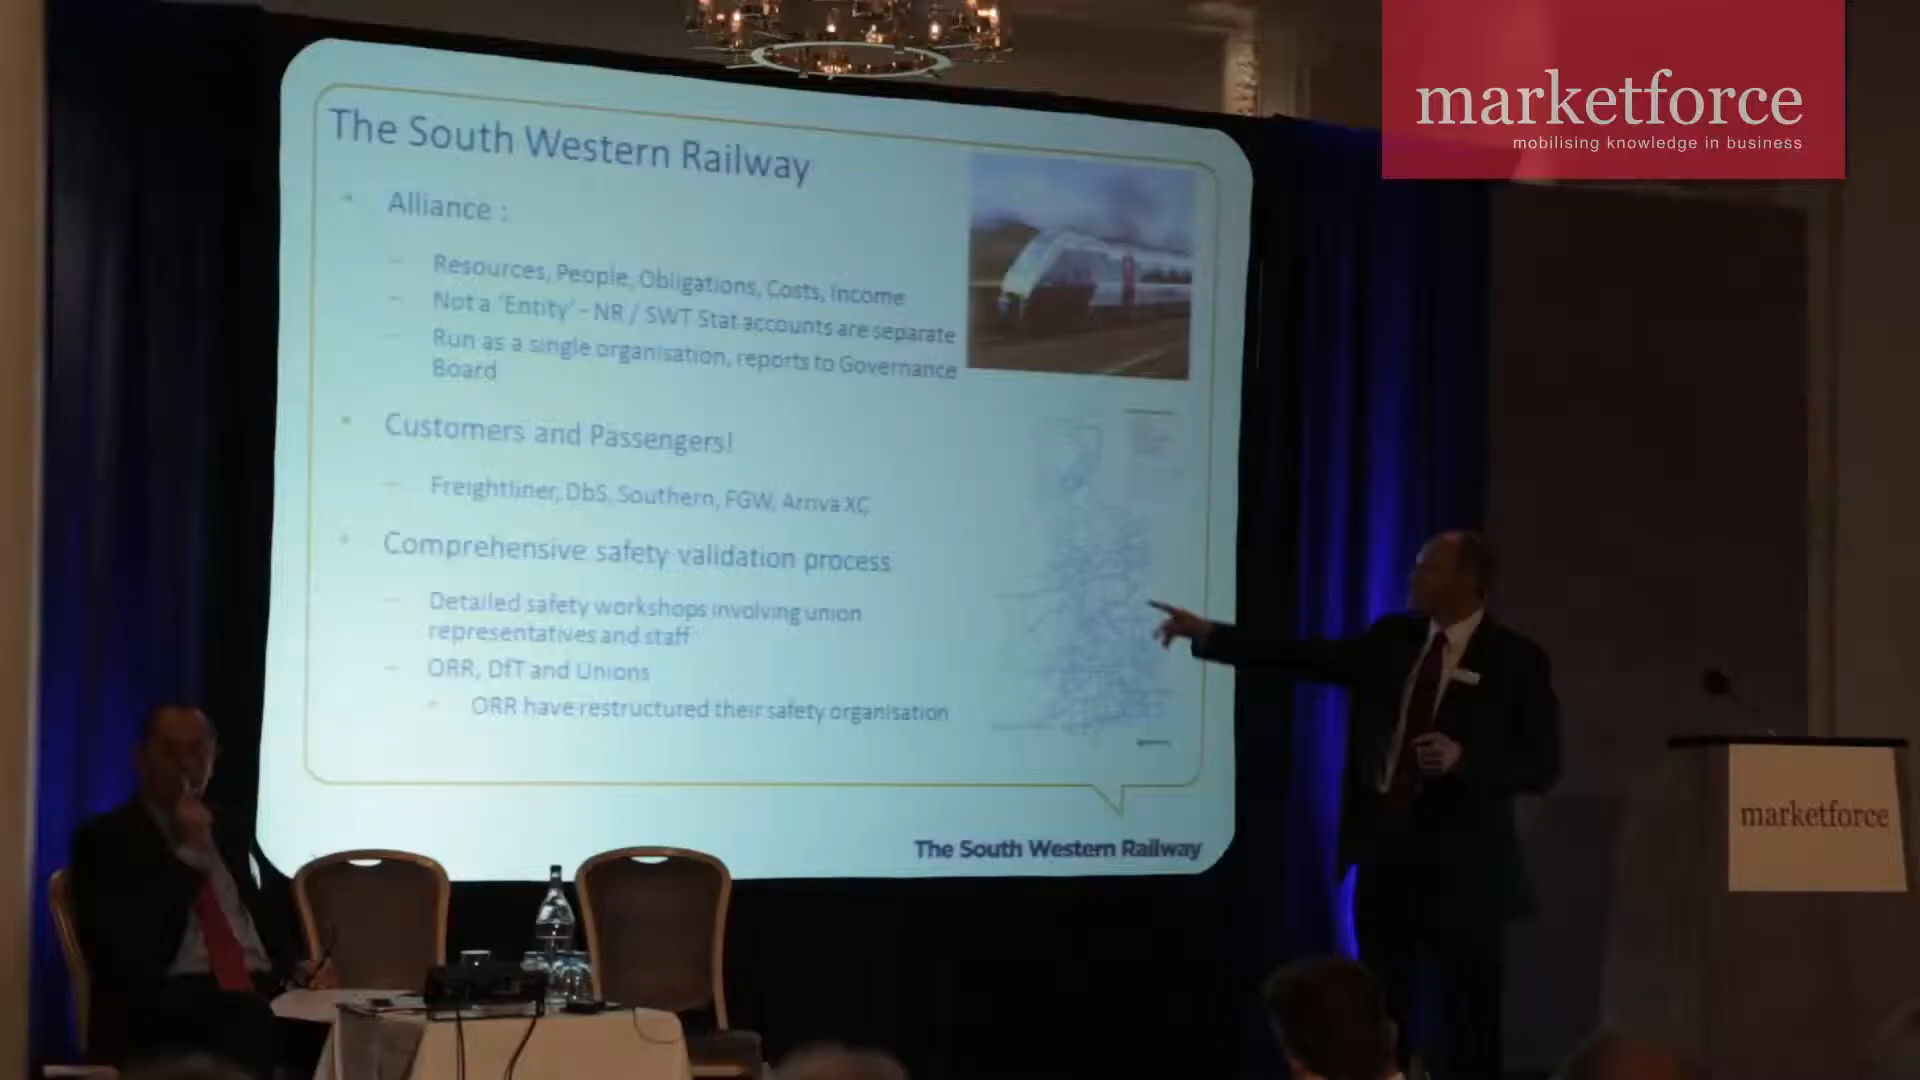 marketforce
mobilising knowledge in business
The South Western Railway
Alliance :
Resources, People, Obligations, Costs, Income
Not a 'Entity' - NR / SWT Stat accounts are separate
Run as a single organisation, reports to Governance
Board
Customers and Passengers!
Freightliner, DbS, Southern, FGW, Arriva XC
Comprehensive safety validation process
Detailed safety workshops involving union
representatives and staff
ORR, DfT and Unions
ORR have restructured their safety organisation
The South Western Railway
marketforce